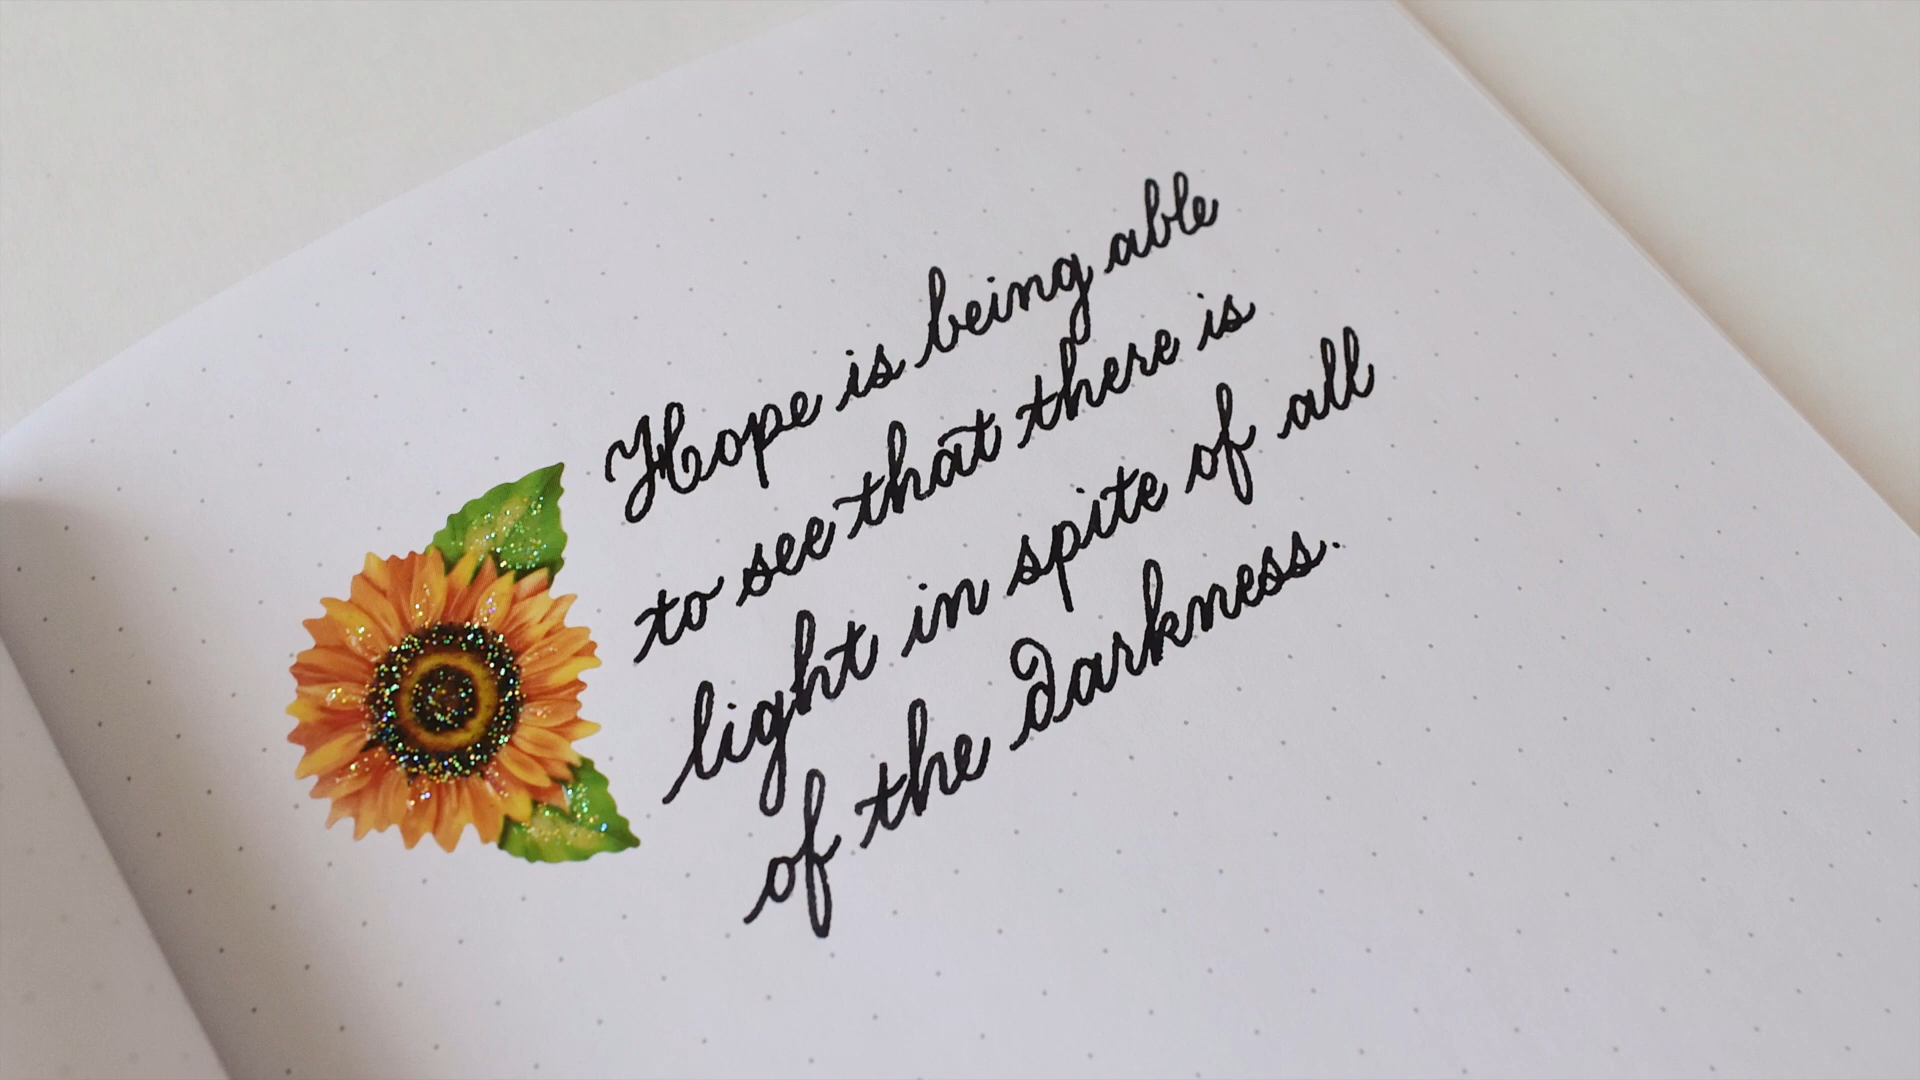 Hope is being able
to see that there is
light in spite of all
of the darkness.